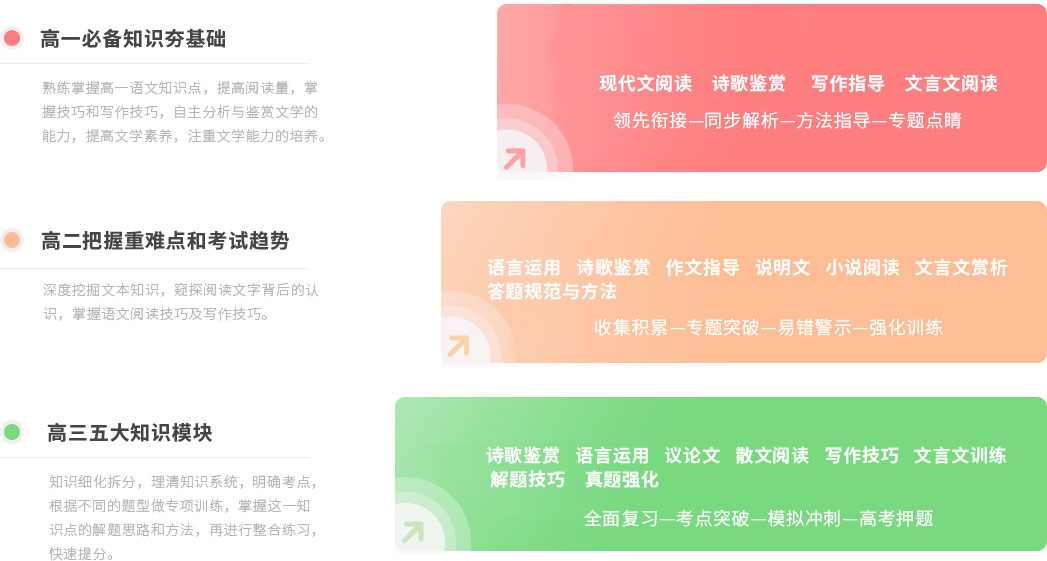 高一必备知识夯基础
熟练掌握高一语文知识点，提高阅读量，掌
握技巧和写作技巧，自主分析与鉴赏文学的
能力，提高文学素养，注重文学能力的培养。
现代文阅读 诗歌鉴赏 写作指导 文言文阅读
领先衔接—同步解析—方法指导—专题点睛
高二把握重难点和考试趋势
深度挖掘文本知识，窥探阅读文字背后的认
识，掌握语文阅读技巧及写作技巧。
语言运用 诗歌鉴赏 作文指导 说明文 小说阅读 文言文赏析
答题规范与方法
收集积累—专题突破—易错警示—强化训练
高三五大知识模块
知识细化拆分，理清知识系统，明确考点，
根据不同的题型做专项训练，掌握这一知
识点的解题思路和方法，再进行整合练习，
快速提分。
诗歌鉴赏 语言运用 议论文 散文阅读 写作技巧 文言文训练
解题技巧 真题强化
全面复习—考点突破—模拟冲刺—高考押题